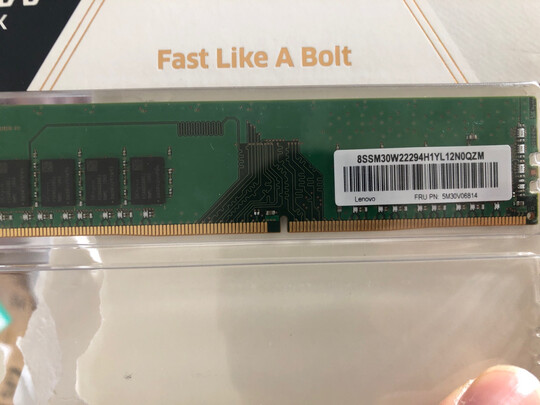 Fast Like A Bolt
8SSM30W22294H1YL12N0QZM
Lenovo
FRU PN: 5M30V06814